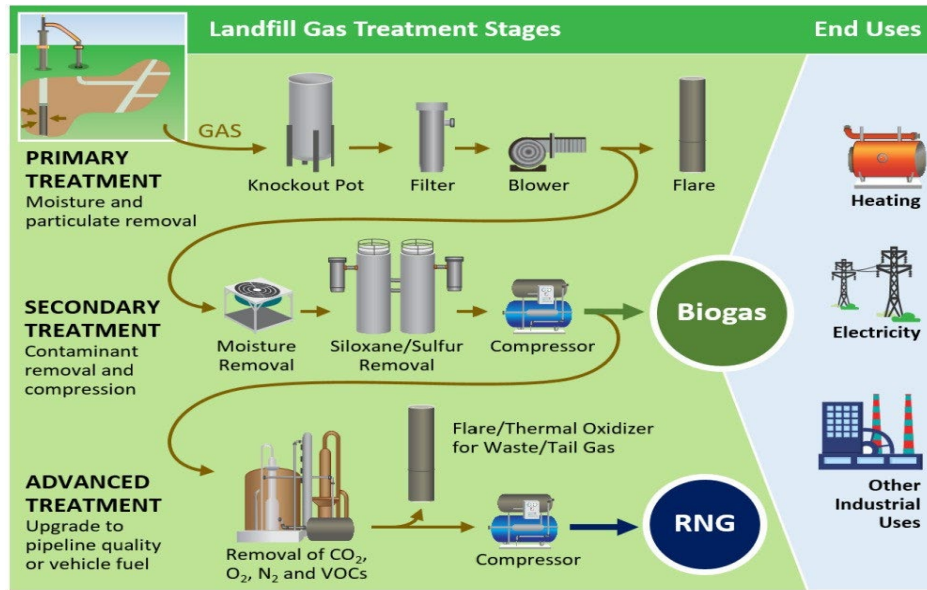 Landfill Gas Treatment Stages
End Uses
GAS
PRIMARY
TREATMENT
Moisture and
particulate removal
Knockout Pot
Filter
Blower
Flare
Heating
SECONDARY
TREATMENT
Contaminant
removal and
compression
Moisture
Removal
Siloxane/Sulfur
Removal
Compressor
Biogas
Electricity
ADVANCED
TREATMENT
Upgrade to
pipeline quality
or vehicle fuel
Removal of CO₂,
O₂, N₂ and VOCs
Flare/Thermal Oxidizer
for Waste/Tail Gas
Compressor
RNG
Other
Industrial
Uses